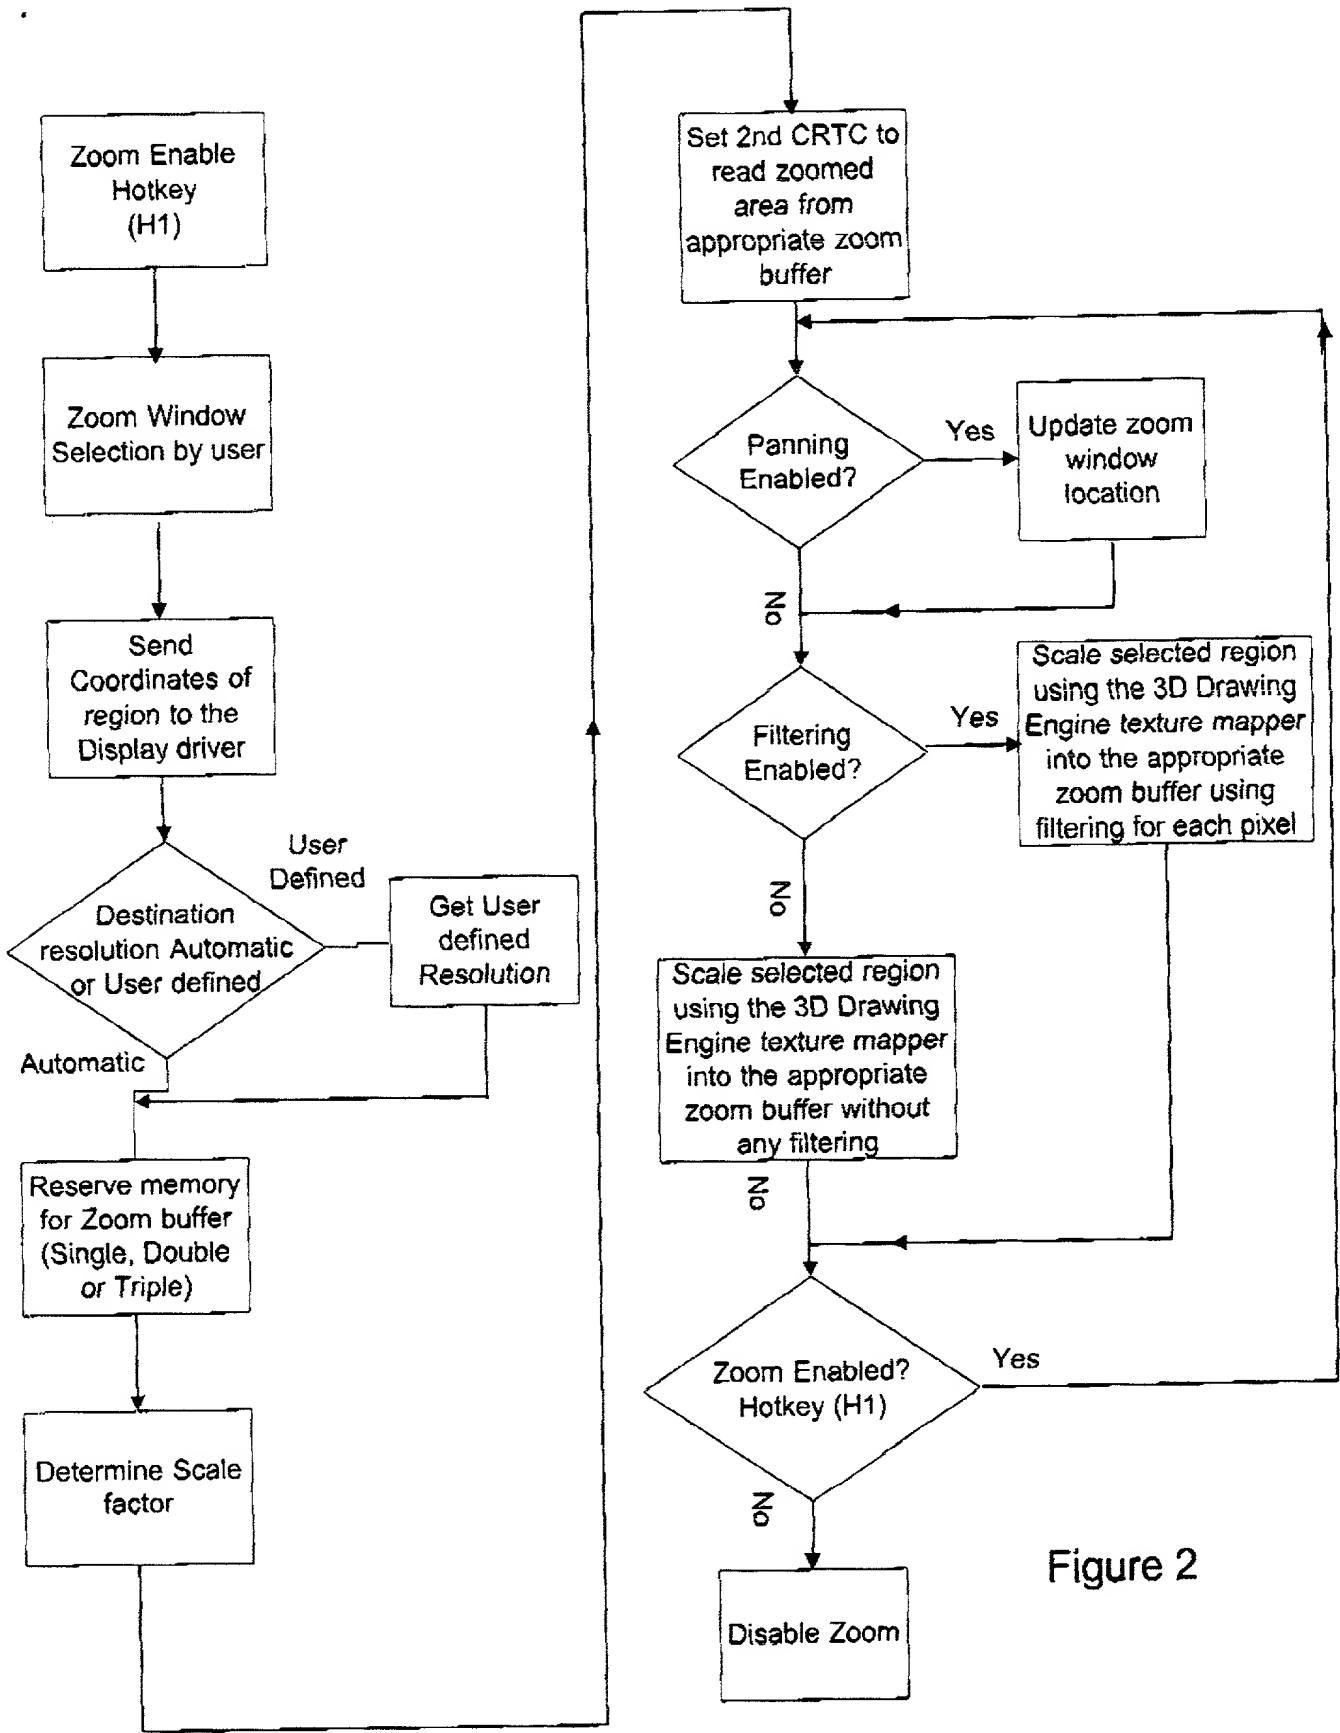 Zoom Enable
Hotkey
(H1)
Zoom Window
Selection by user
Send
Coordinates of
region to the
Display driver
User
Defined
Destination
resolution Automatic
or User defined
Get User
defined
Resolution
Automatic
Reserve memory
for Zoom buffer
(Single, Double
or Triple)
Determine Scale
factor
Set 2nd CRTC to
read zoomed
area from
appropriate zoom
buffer
Panning
Enabled?
Yes
Update zoom
window
location
No
Filtering
Enabled?
Yes
Scale selected region
using the 3D Drawing
Engine texture mapper
into the appropriate
zoom buffer using
filtering for each pixel
No
Scale selected region
using the 3D Drawing
Engine texture mapper
into the appropriate
zoom buffer without
any filtering
No
Zoom Enabled?
Hotkey (H1)
Yes
No
Disable Zoom
Figure 2